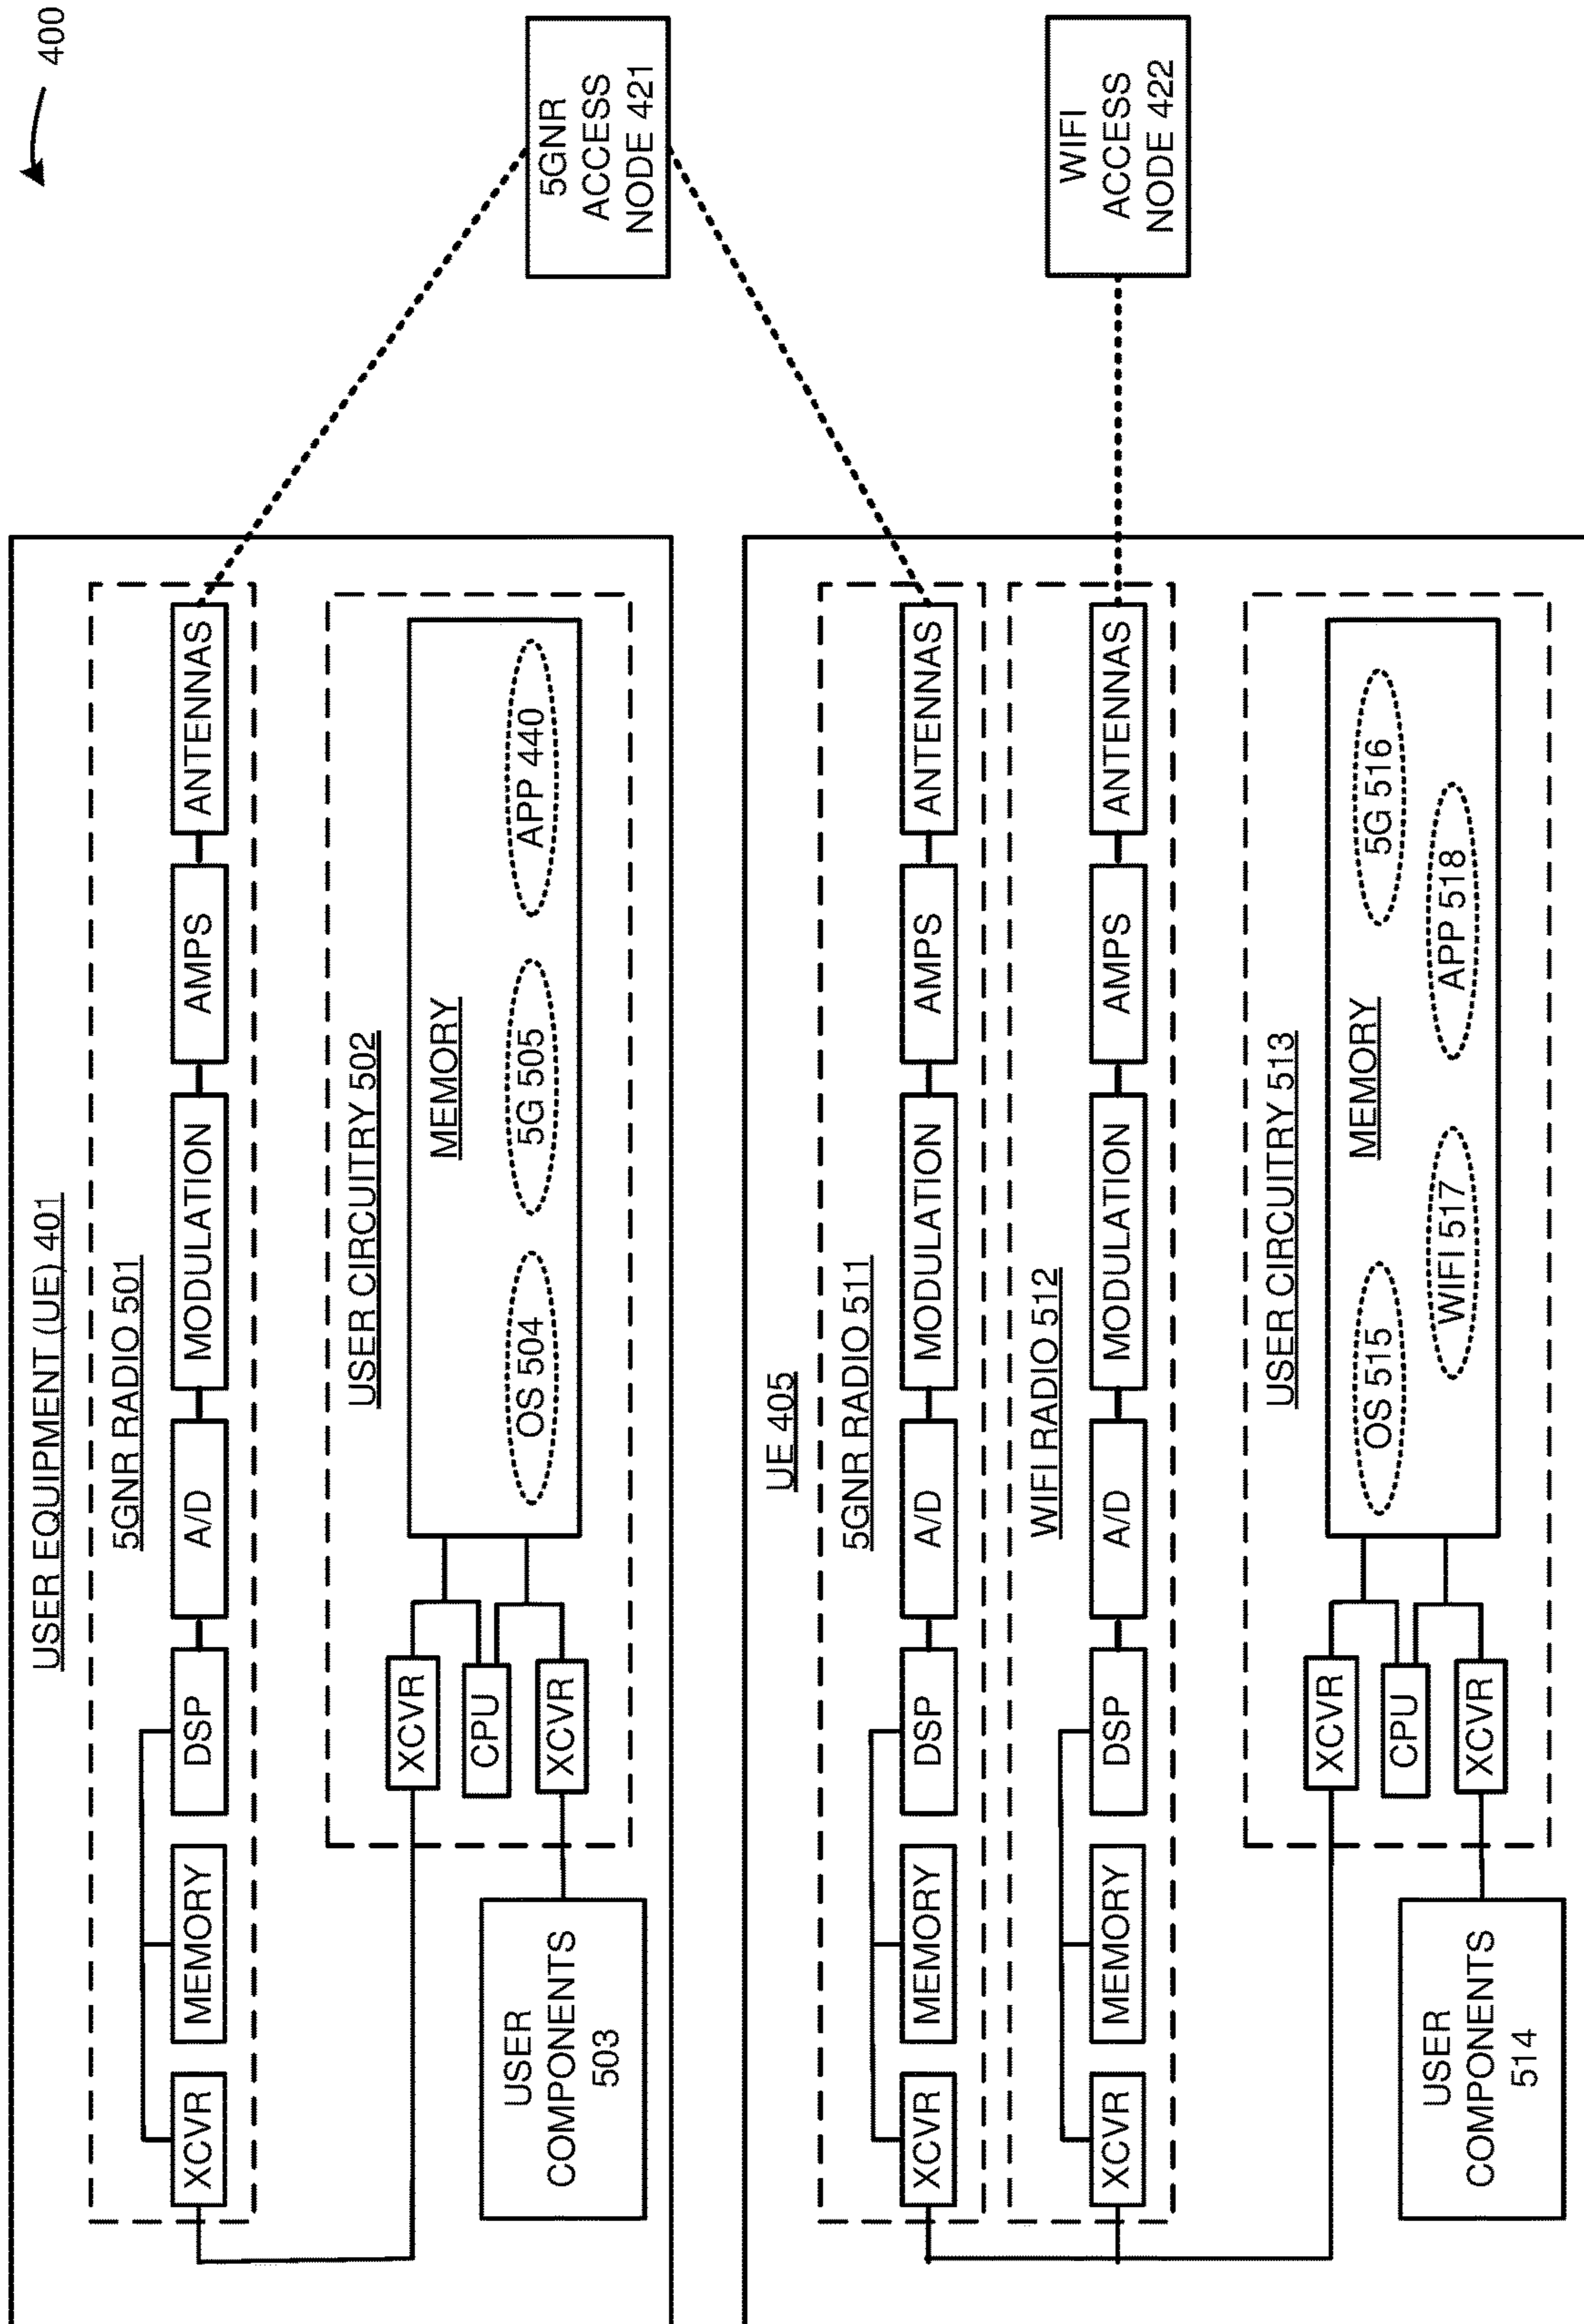 400
USER EQUIPMENT (UE) 401
5GNR RADIO 501
XCVR
MEMORY
DSP
A/D
MODULATION
AMPS
ANTENNAS
USER CIRCUITRY 502
XCVR
CPU
XCVR
MEMORY
OS 504
5G 505
APP 440
USER
COMPONENTS
503
5GNR
ACCESS
NODE 421
UE 405
5GNR RADIO 511
XCVR
MEMORY
DSP
A/D
MODULATION
AMPS
ANTENNAS
WIFI RADIO 512
XCVR
MEMORY
DSP
A/D
MODULATION
AMPS
ANTENNAS
WIFI
ACCESS
NODE 422
USER CIRCUITRY 513
XCVR
CPU
XCVR
MEMORY
OS 515
5G 516
WIFI 517
APP 518
USER
COMPONENTS
514